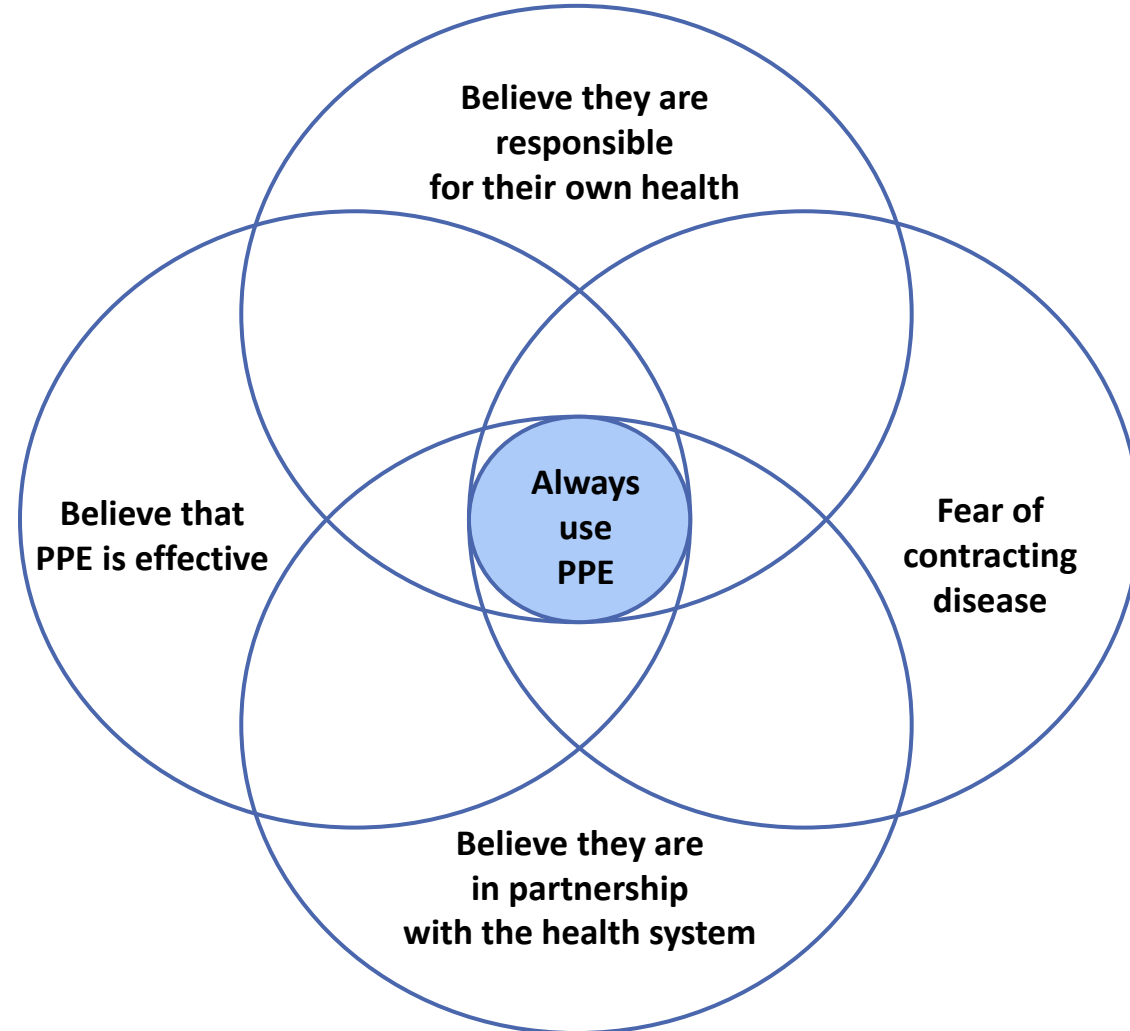 Believe they are
responsible
for their own health
Believe that
PPE is effective
Always
use
PPE
Fear of
contracting
disease
Believe they are
in partnership
with the health system